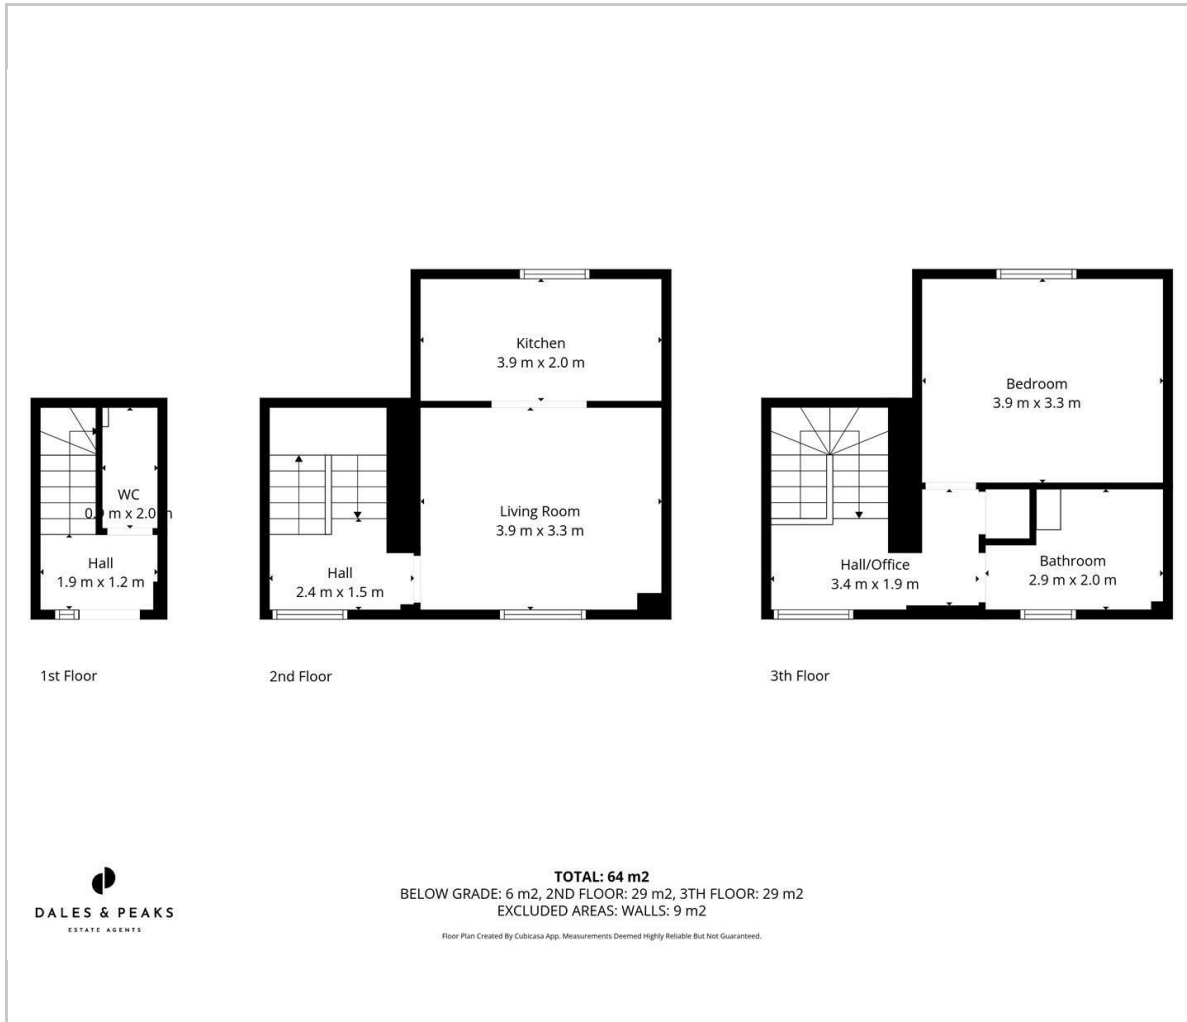 Kitchen
3.9 m x 2.0 m
Living Room
3.9 m x 3.3 m
Hall
2.4 m x 1.5 m
WC
0.9 m x 2.0 m
Hall
1.9 m x 1.2 m
Bedroom
3.9 m x 3.3 m
Hall/Office
3.4 m x 1.9 m
Bathroom
2.9 m x 2.0 m
1st Floor
2nd Floor
3th Floor
DALES & PEAKS
ESTATE AGENTS
TOTAL: 64 m2
BELOW GRADE: 6 m2, 2ND FLOOR: 29 m2, 3TH FLOOR: 29 m2
EXCLUDED AREAS: WALLS: 9 m2
Floor Plan Created By Cubicasa App. Measurements Deemed Highly Reliable But Not Guaranteed.